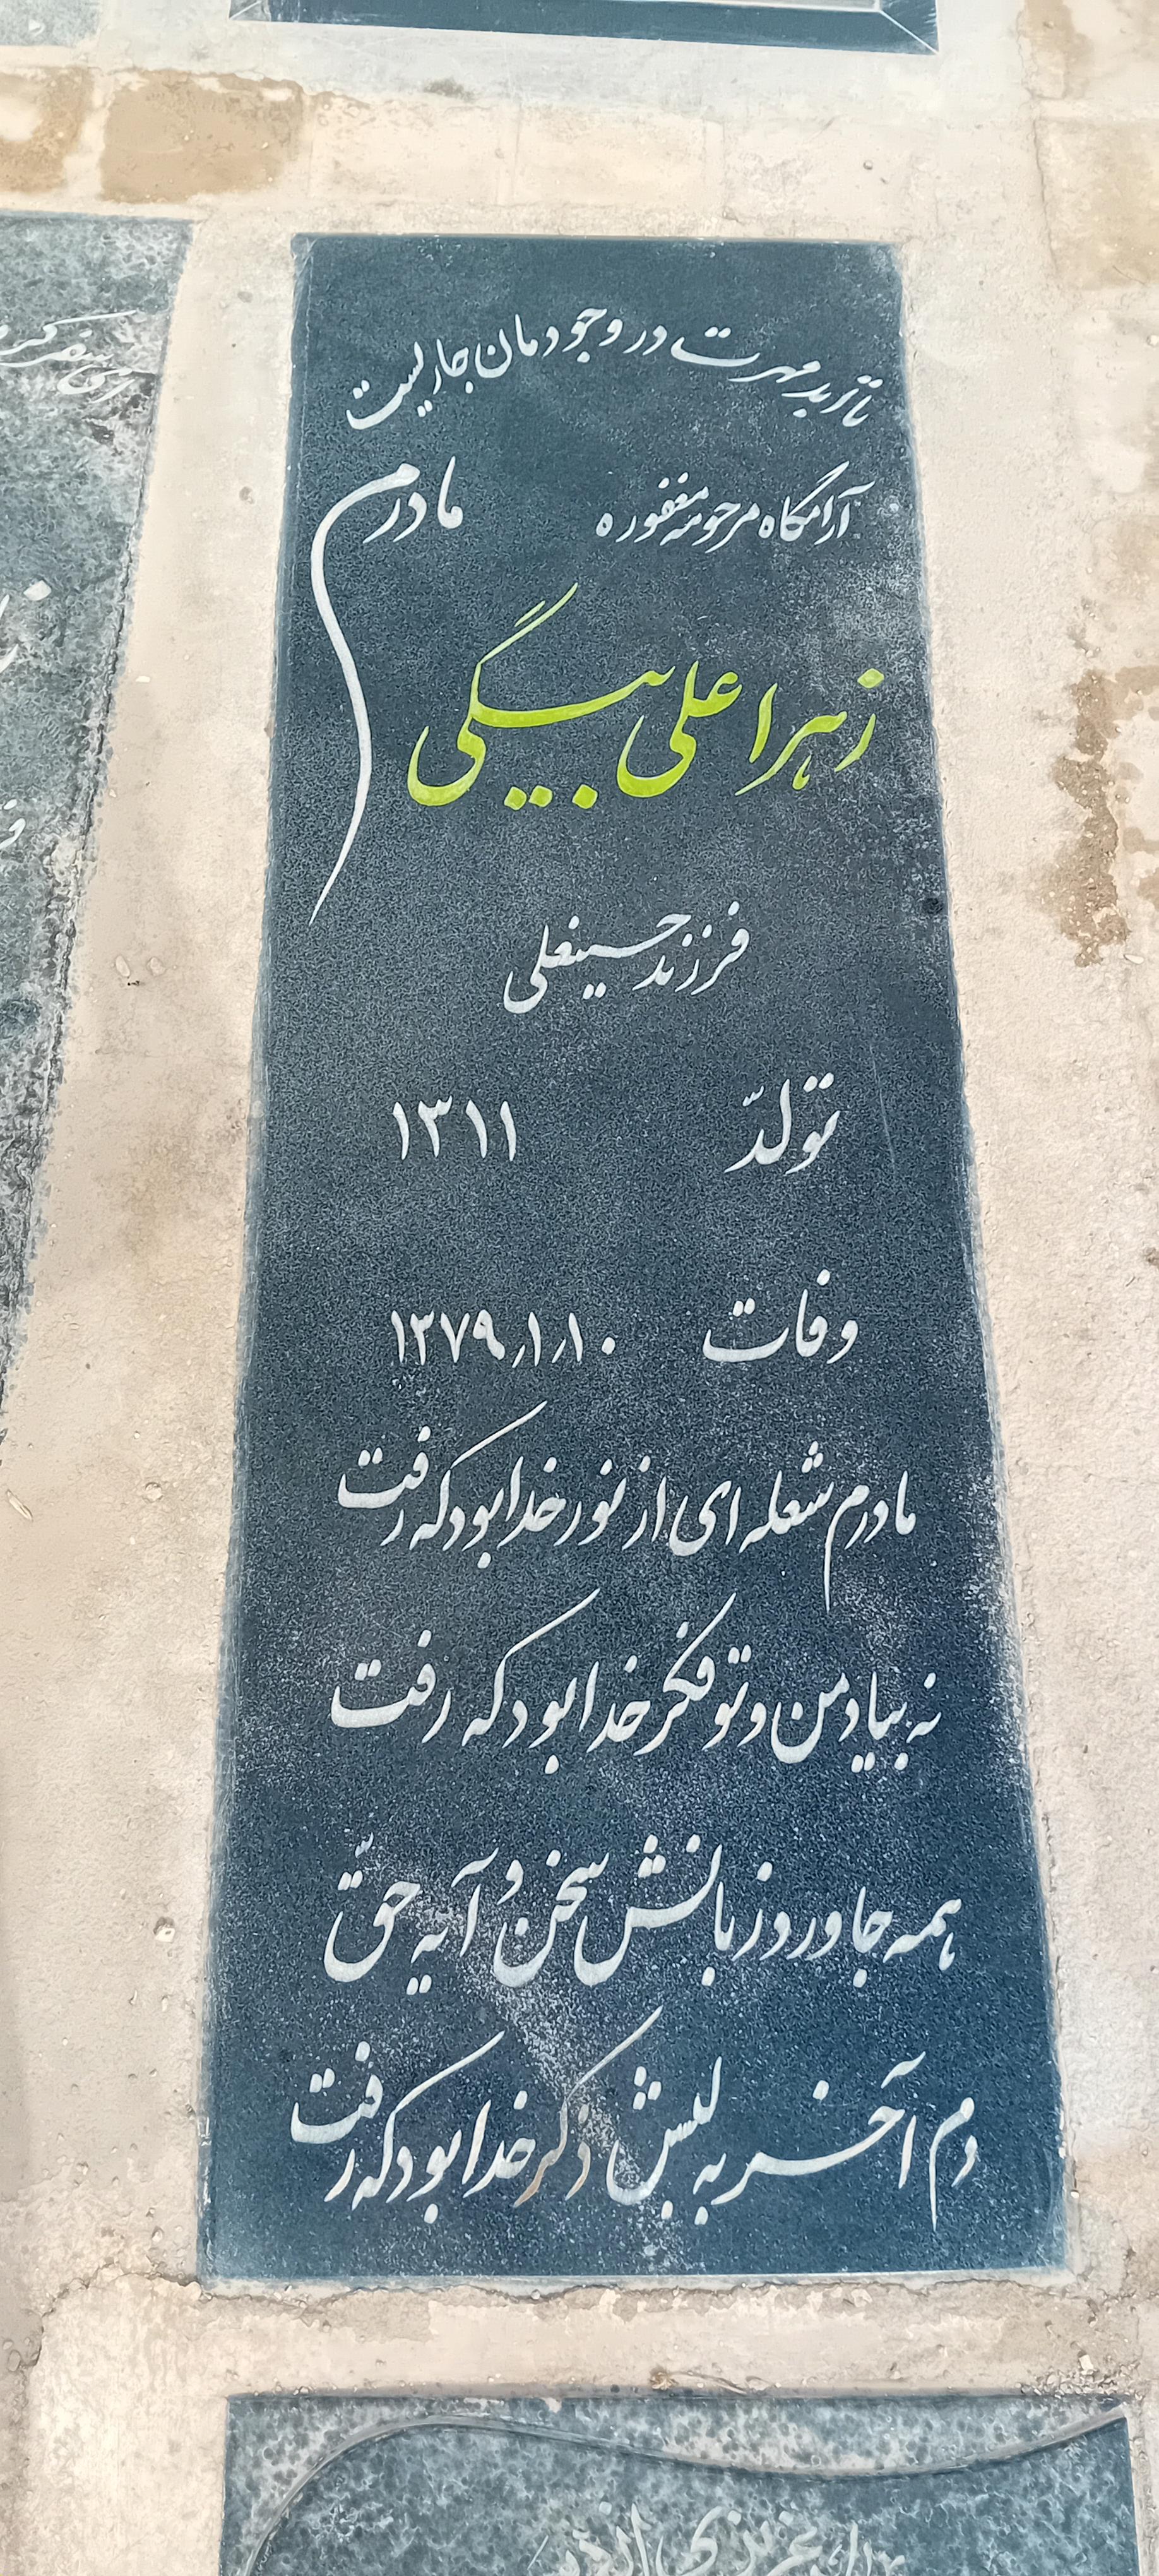 تا ابد مهرت در وجودمان جاریست
آرامگاه مرحومه مغفوره
مادرم
زهرا علی بیگی
فرزند حسینعلی
تولّد ۱۳۱۱
وفات ۱۳۷۹/۱/۱۰
مادرم شعله ای از نور خدا بود که رفت
نه بیاد من و تو فکر خدا بود که رفت
همه جا ورد زبانش سخن و آیه حقّ
دم آخر به لبش ذکر خدا بود که رفت